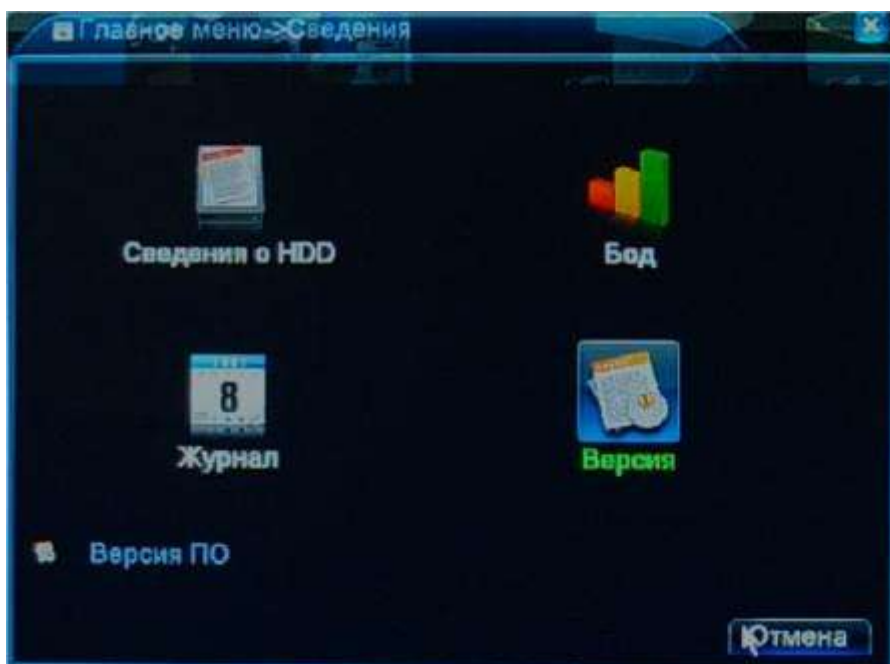 Главное меню->Сведения
Сведения о HDD
Бод
8
Журнал
Версия
Версия ПО
Отмена